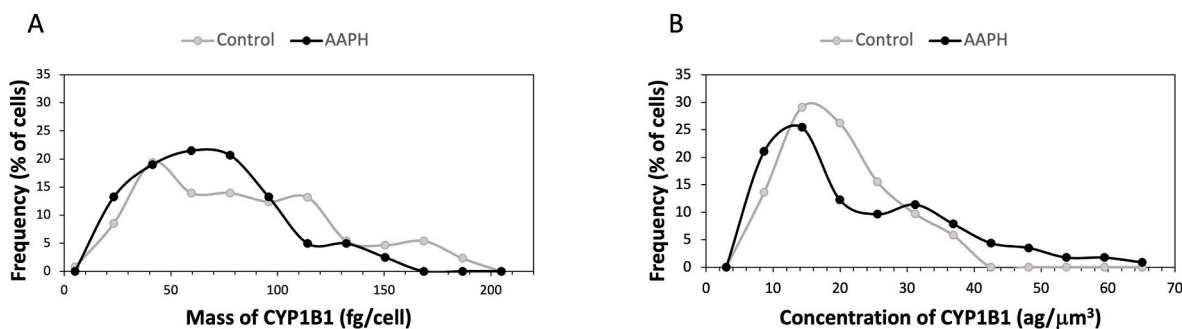 A
Control AAPH
Frequency (% of cells)
35
30
25
20
15
10
5
0
0 50 100 150 200
Mass of CYP1B1 (fg/cell)
B
Control AAPH
Frequency (% of cells)
35
30
25
20
15
10
5
0
0 10 20 30 40 50 60 70
Concentration of CYP1B1 (ag/μm³)